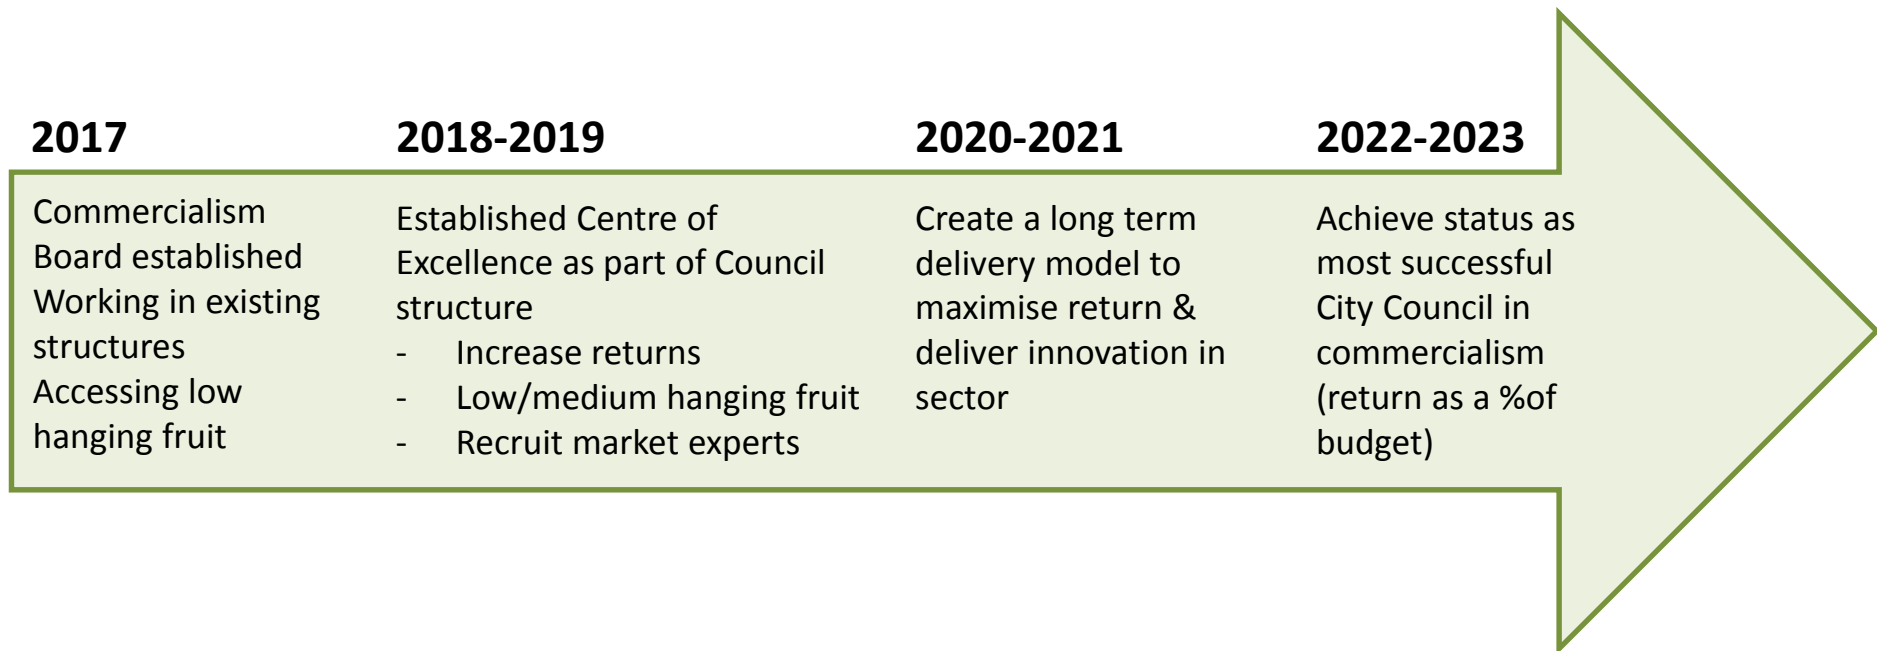 2017
Commercialism
Board established
Working in existing
structures
Accessing low
hanging fruit
2018-2019
Established Centre of
Excellence as part of Council
structure
- Increase returns
- Low/medium hanging fruit
- Recruit market experts
2020-2021
Create a long term
delivery model to
maximise return &
deliver innovation in
sector
2022-2023
Achieve status as
most successful
City Council in
commercialism
(return as a %of
budget)